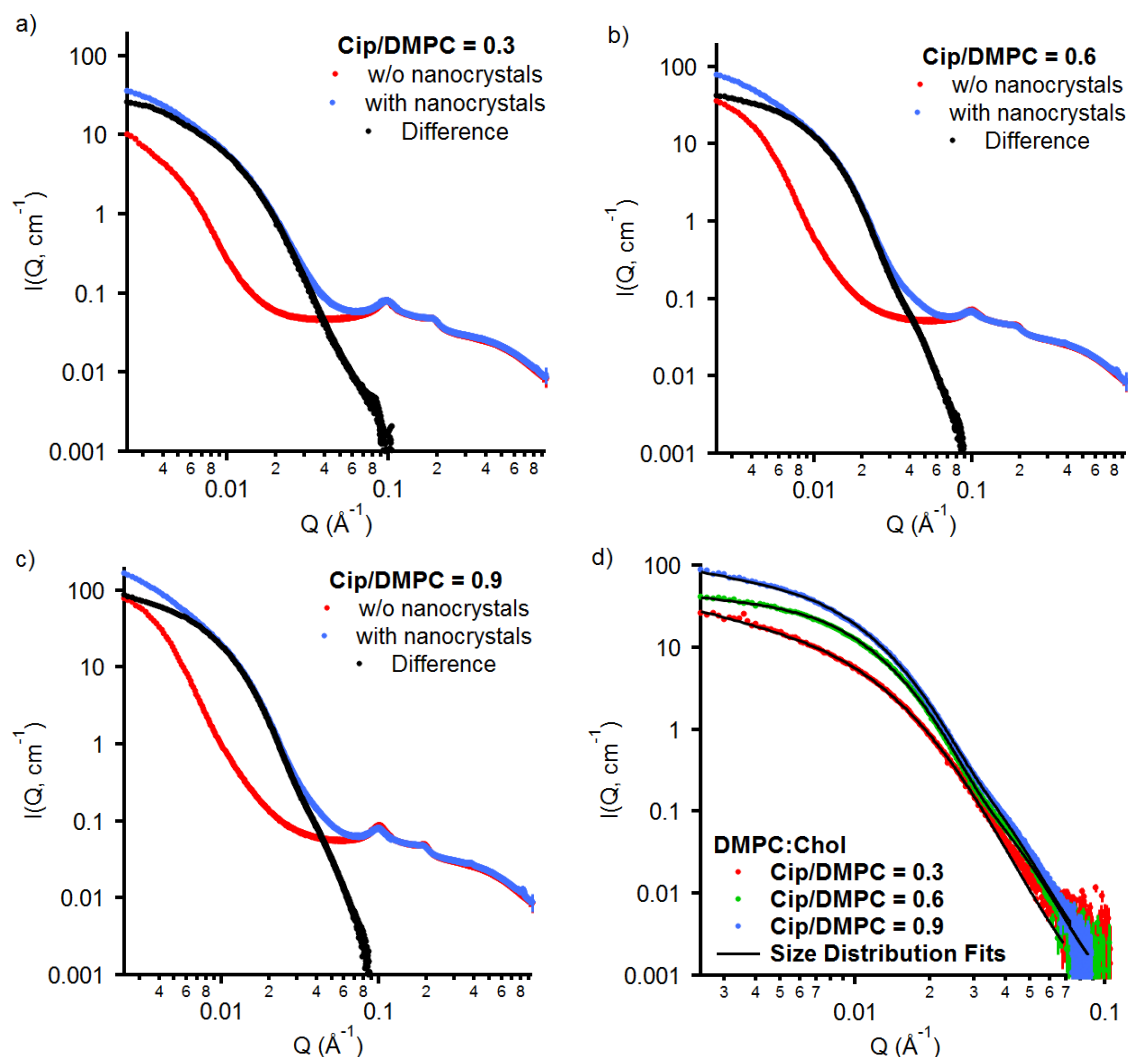 a)
Cip/DMPC = 0.3
w/o nanocrystals
with nanocrystals
Difference
I(Q, cm⁻¹)
100
10
1
0.1
0.01
0.001
4 6 8 2 4 6 8 2 4 6 8
0.01 0.1
Q (Å⁻¹)
b)
Cip/DMPC = 0.6
w/o nanocrystals
with nanocrystals
Difference
I(Q, cm⁻¹)
100
10
1
0.1
0.01
0.001
4 6 8 2 4 6 8 2 4 6 8
0.01 0.1
Q (Å⁻¹)
c)
Cip/DMPC = 0.9
w/o nanocrystals
with nanocrystals
Difference
I(Q, cm⁻¹)
100
10
1
0.1
0.01
0.001
4 6 8 2 4 6 8 2 4 6 8
0.01 0.1
Q (Å⁻¹)
d)
I(Q, cm⁻¹)
100
10
1
0.1
0.01
0.001
DMPC:Chol
Cip/DMPC = 0.3
Cip/DMPC = 0.6
Cip/DMPC = 0.9
Size Distribution Fits
3 4 5 6 7 2 3 4 5 6 7
0.01 0.1
Q (Å⁻¹)